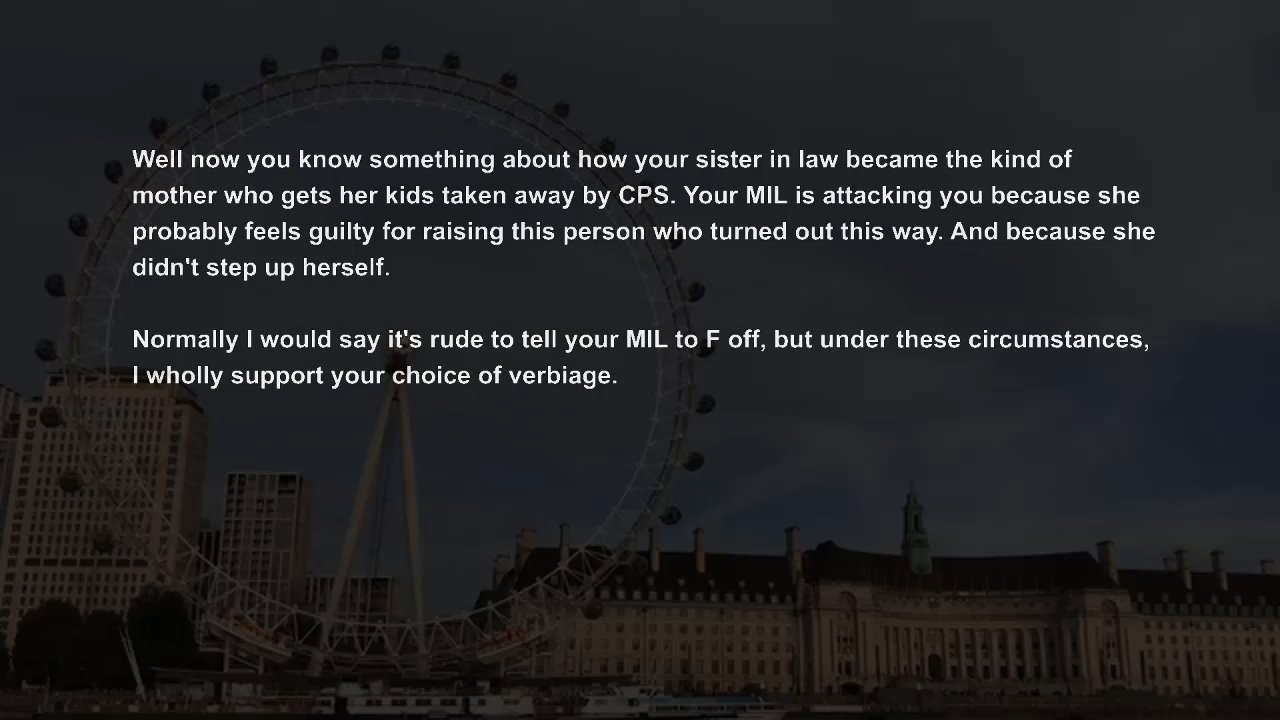 Well now you know something about how your sister in law became the kind of
mother who gets her kids taken away by CPS. Your MIL is attacking you because she
probably feels guilty for raising this person who turned out this way. And because she
didn't step up herself.
Normally I would say it's rude to tell your MIL to F off, but under these circumstances,
I wholly support your choice of verbiage.